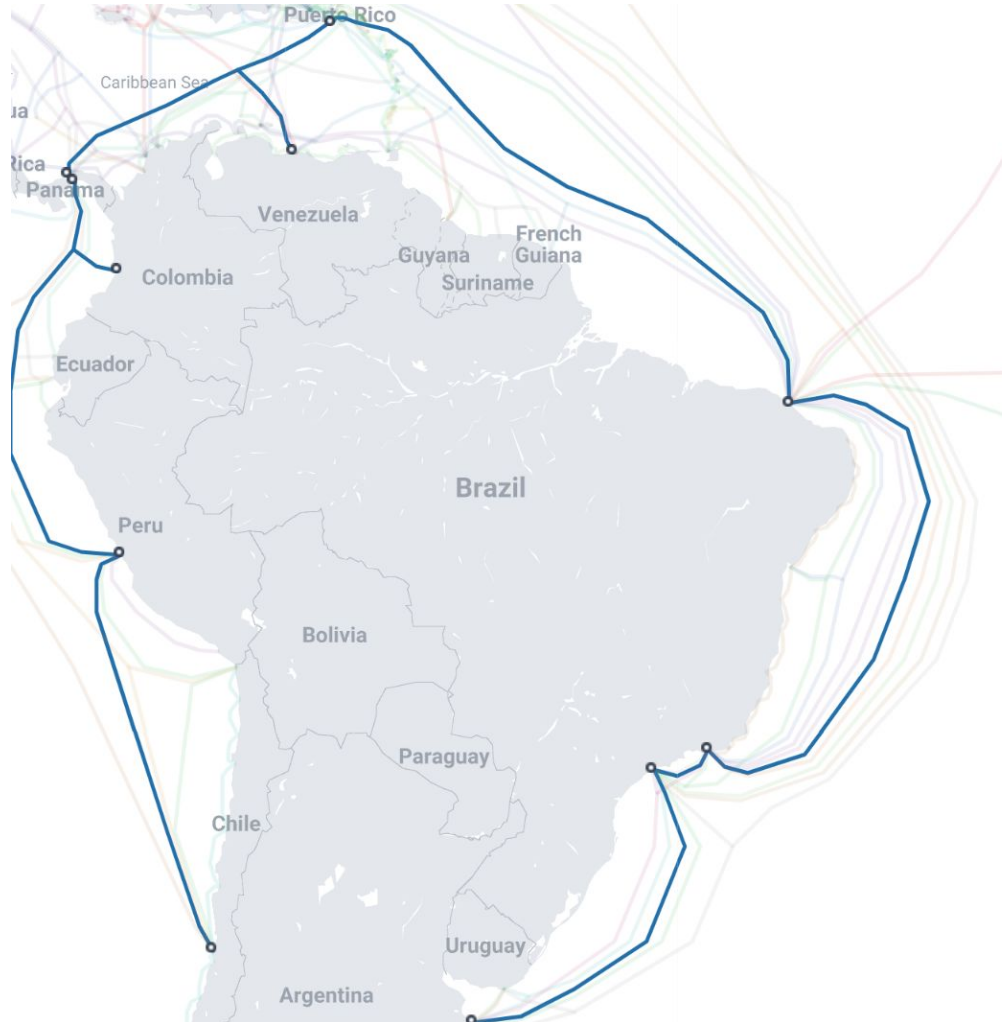 Puerto Rico
Caribbean Sea
ua
Rica
Panama
Venezuela
French
Guiana
Guyana
Suriname
Colombia
Ecuador
Brazil
Peru
Bolivia
Paraguay
Chile
Uruguay
Argentina